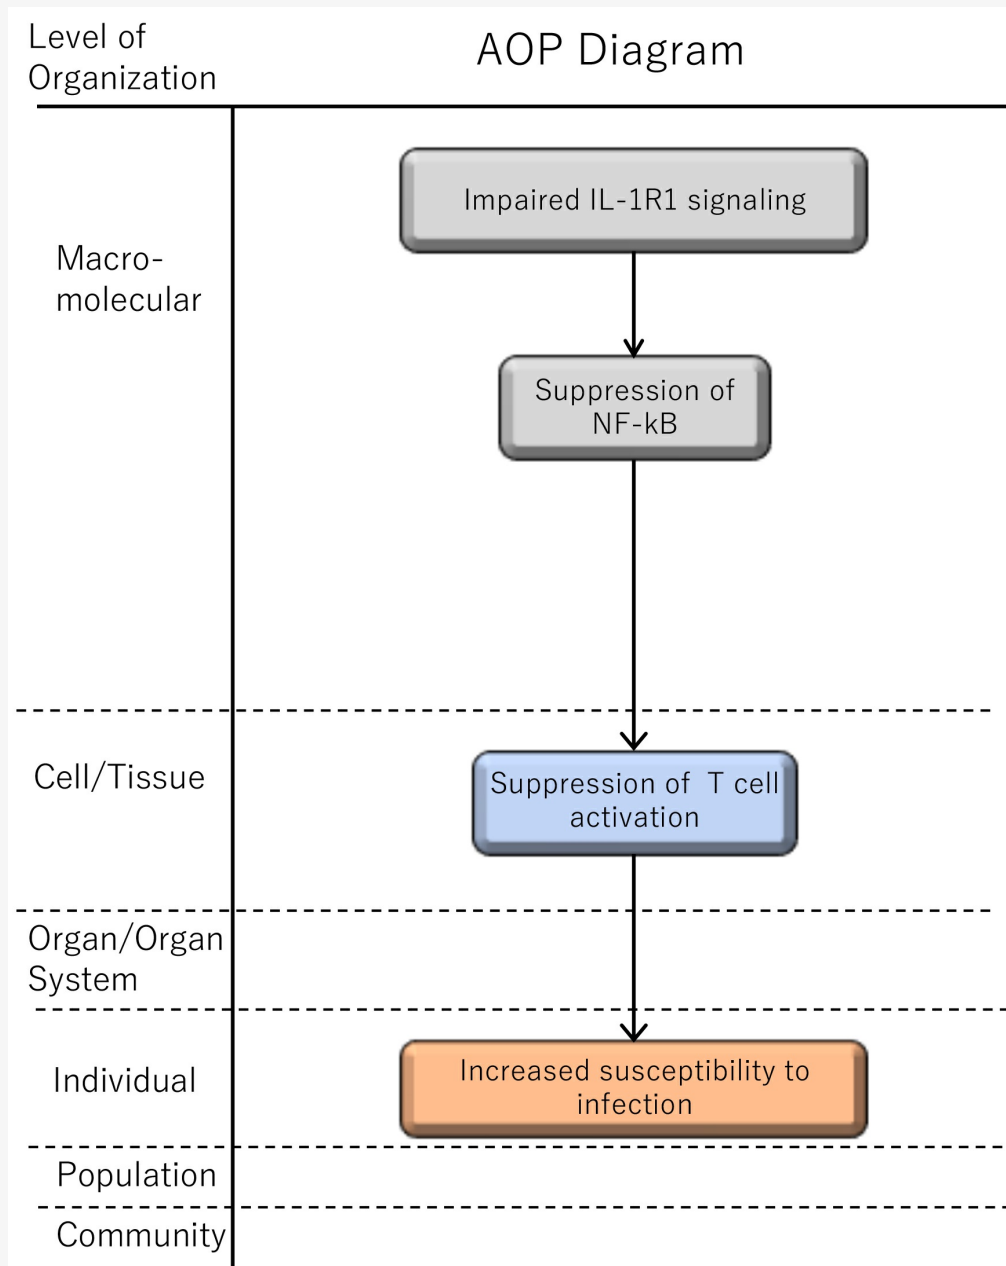 Level of
Organization
AOP Diagram
Impaired IL-1R1 signaling
Macro-
molecular
Suppression of
NF-kB
Cell/Tissue
Suppression of  T cell
activation
Organ/Organ
System
Individual
Increased susceptibility to
infection
Population
Community